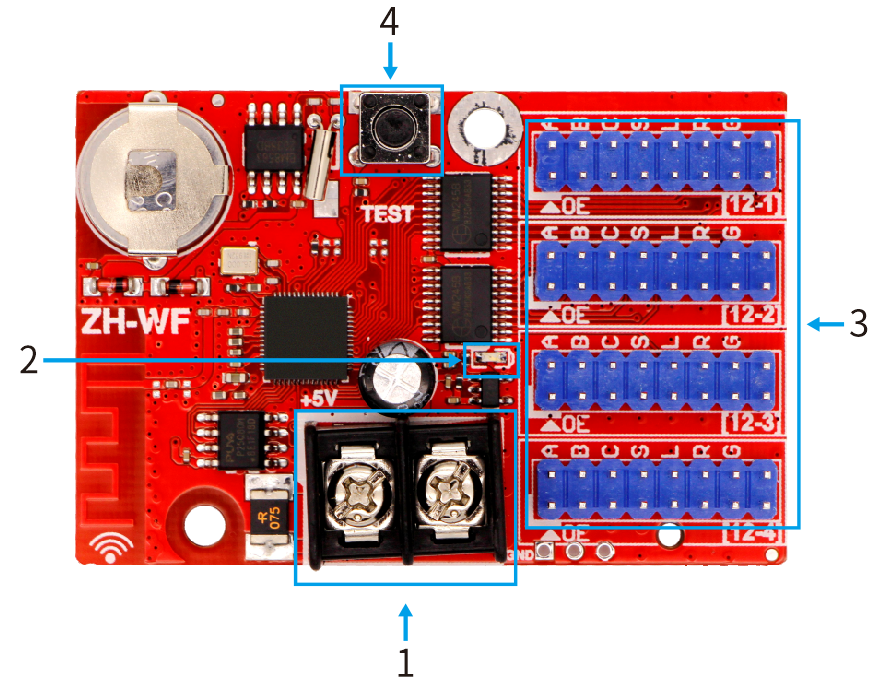 4
A B C S L R G
OE [12-1]
TEST
A B C S L R G
OE [12-2]
ZH-WF
3
2
A B C S L R G
OE [12-3]
+5V
A B C S L R G
OE [12-4]
PUYA
R
075
GND
1